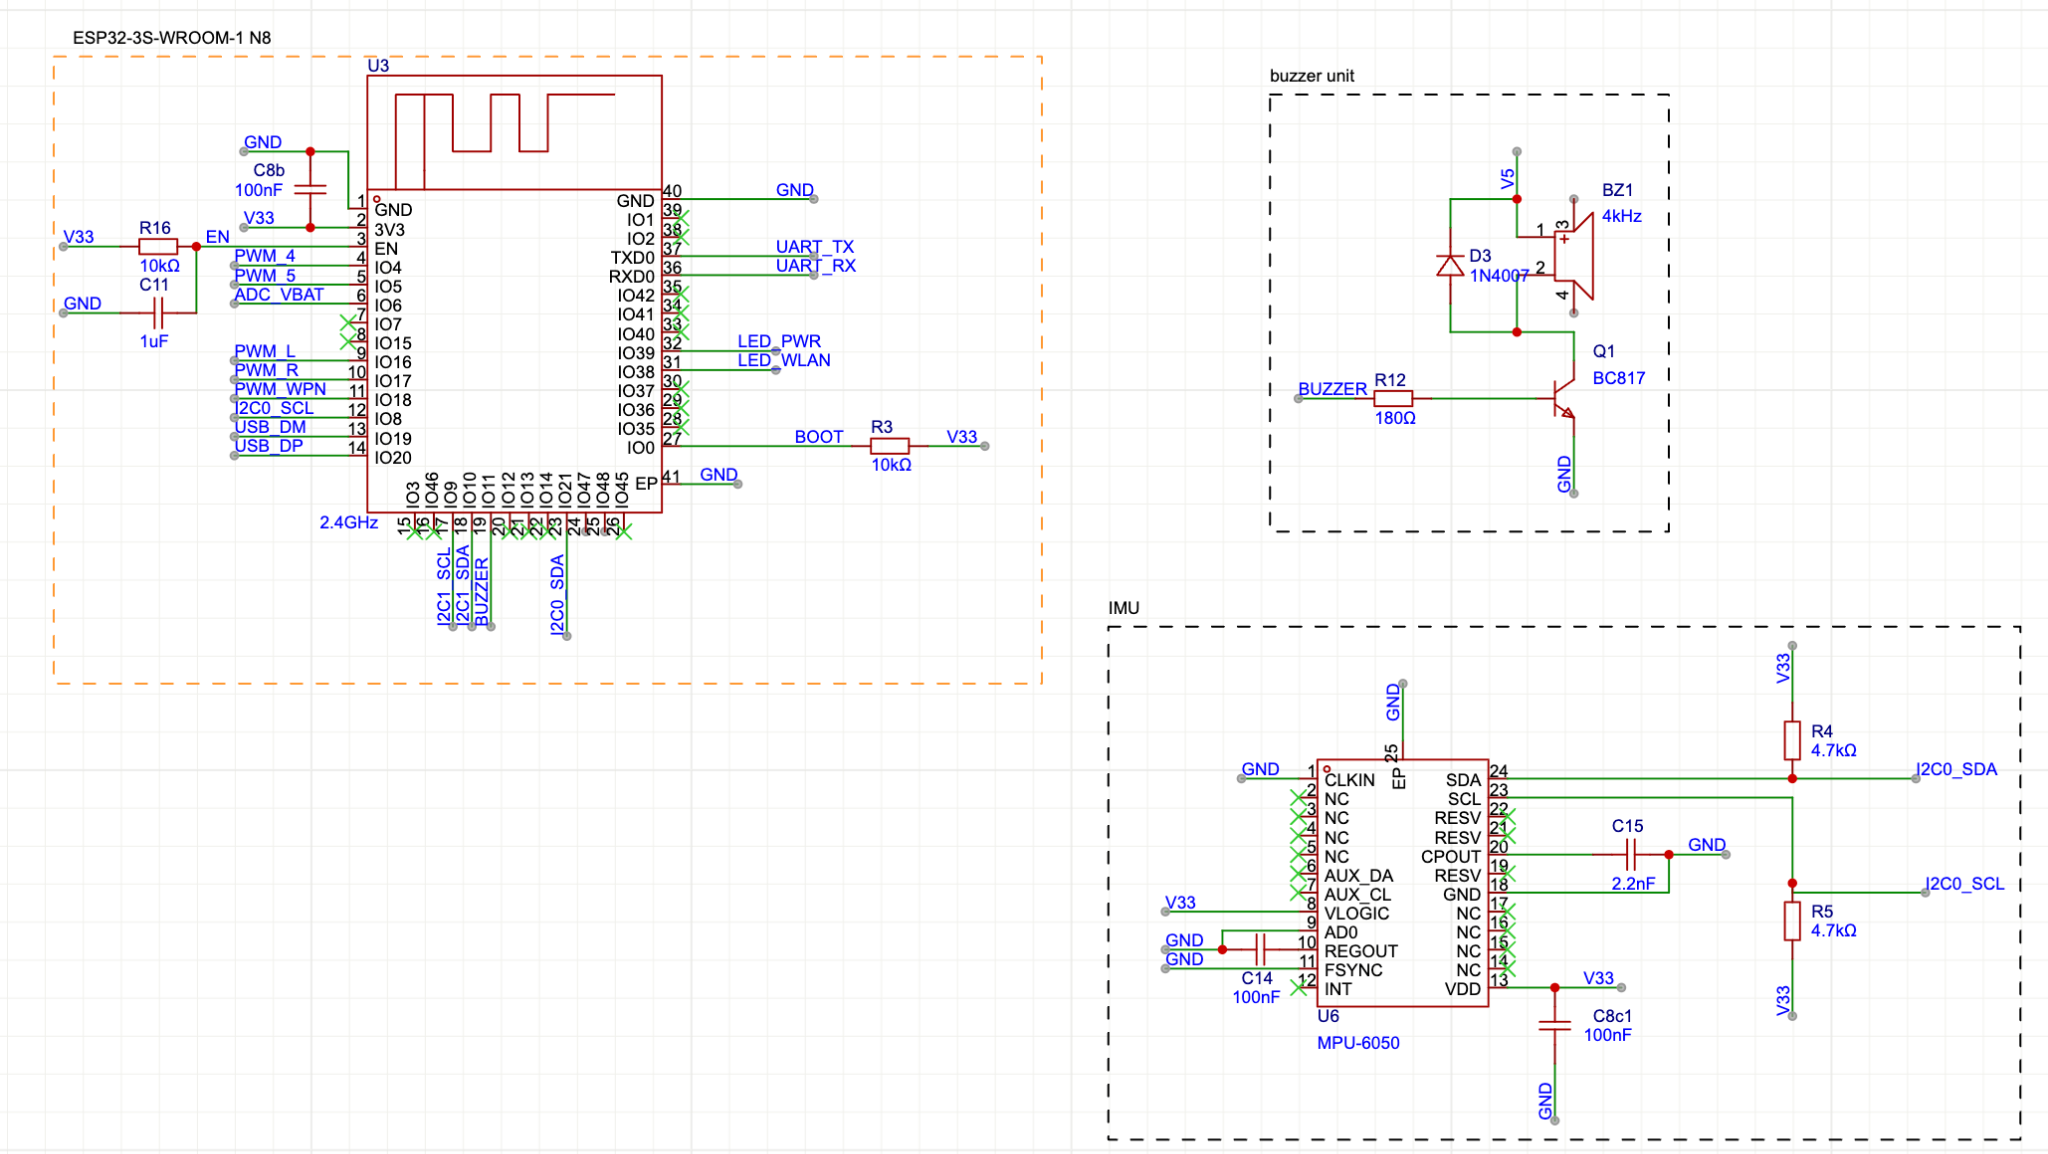 ESP32-3S-WROOM-1 N8
U3
GND
C8b
100nF
V33
V33
R16
10kΩ
EN
GND
C11
1uF
PWM_4
PWM_5
ADC_VBAT
PWM_L
PWM_R
PWM_WPN
I2C0_SCL
USB_DM
USB_DP
1 GND
2 3V3
3 EN
4 IO4
5 IO5
6 IO6
7 IO7
8 IO15
9 IO16
10 IO17
11 IO18
12 IO8
13 IO19
14 IO20
GND 40 GND
IO1 39
IO2 38
TXD0 37 UART_TX
RXD0 36 UART_RX
IO42 35
IO41 34
IO40 33
IO39 32 LED_PWR
IO38 31 LED_WLAN
IO37 30
IO36 29
IO35 28
IO0 27 BOOT
R3
10kΩ
V33
EP 41 GND
IO3 15
IO46 16
IO9 17 I2C1_SCL
IO10 18 I2C1_SDA
IO11 19 BUZZER
IO12 20
IO13 21
IO14 22
IO21 23 I2C0_SDA
IO47 24
IO48 25
IO45 26
2.4GHz
buzzer unit
V5
BZ1
4kHz
1
+
2
3
4
D3
1N4007
Q1
BC817
BUZZER
R12
180Ω
GND
IMU
GND
EP 25
GND 1 CLKIN
2 NC
3 NC
4 NC
5 NC
6 AUX_DA
7 AUX_CL
V33 8 VLOGIC
9 AD0
GND 10 REGOUT
GND 11 FSYNC
12 INT
C14
100nF
SDA 24
SCL 23
RESV 22
RESV 21
CPOUT 20
RESV 19
GND 18
NC 17
NC 16
NC 15
NC 14
VDD 13
U6
MPU-6050
V33
R4
4.7kΩ
I2C0_SDA
C15
2.2nF
GND
I2C0_SCL
R5
4.7kΩ
V33
V33
C8c1
100nF
GND